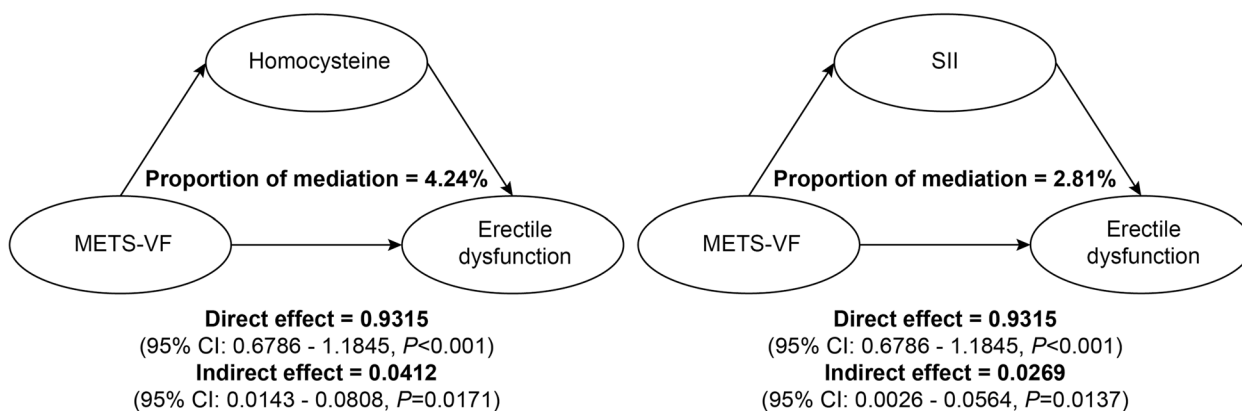 Homocysteine
Proportion of mediation = 4.24%
METS-VF
Erectile
dysfunction
Direct effect = 0.9315
(95% CI: 0.6786 - 1.1845, P<0.001)
Indirect effect = 0.0412
(95% CI: 0.0143 - 0.0808, P=0.0171)
SII
Proportion of mediation = 2.81%
METS-VF
Erectile
dysfunction
Direct effect = 0.9315
(95% CI: 0.6786 - 1.1845, P<0.001)
Indirect effect = 0.0269
(95% CI: 0.0026 - 0.0564, P=0.0137)